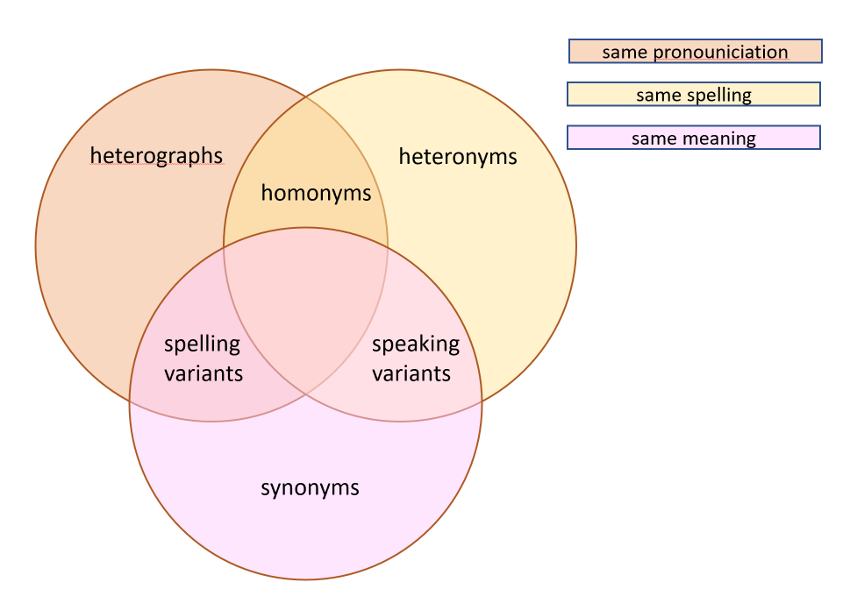 same pronouniciation
same spelling
same meaning
heterographs
heteronyms
homonyms
spelling
variants
speaking
variants
synonyms